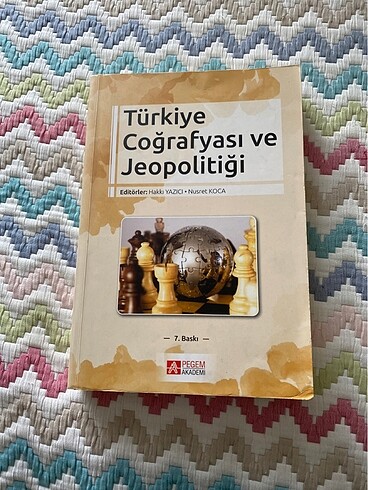 Türkiye
Coğrafyası ve
Jeopolitiği
Editörler: Hakkı YAZICI • Nusret KOCA
— 7. Baskı —
PEGEM
AKADEMİ